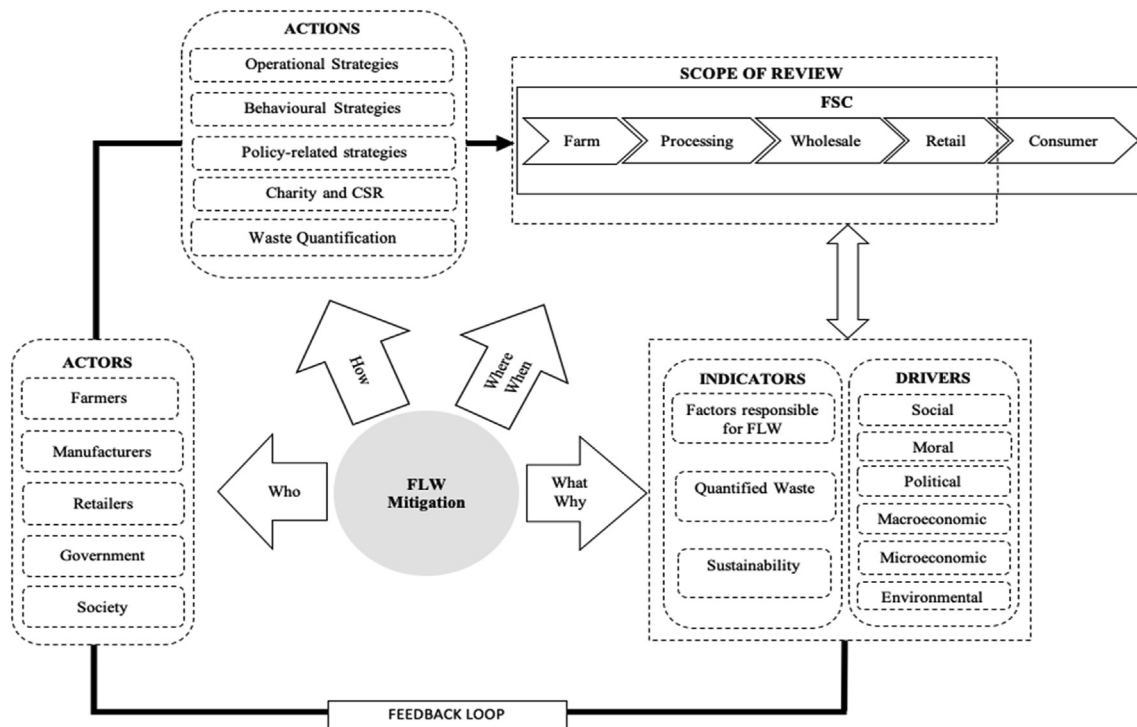 ACTIONS
Operational Strategies
Behavioural Strategies
Policy-related strategies
Charity and CSR
Waste Quantification
SCOPE OF REVIEW
FSC
Farm
Processing
Wholesale
Retail
Consumer
ACTORS
Farmers
Manufacturers
Retailers
Government
Society
How
Where
When
Who
FLW
Mitigation
What
Why
INDICATORS
Factors responsible
for FLW
Quantified Waste
Sustainability
DRIVERS
Social
Moral
Political
Macroeconomic
Microeconomic
Environmental
FEEDBACK LOOP